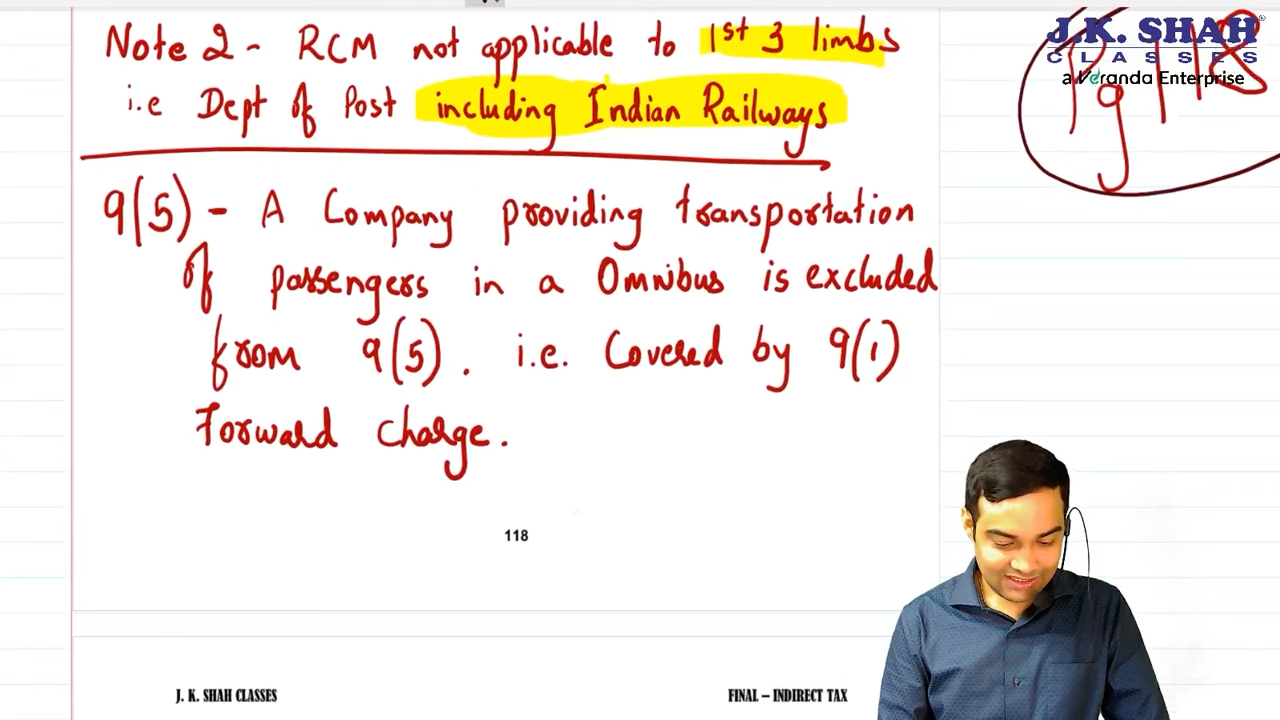 Note 2 - RCM not applicable to 1st 3 limbs
i.e Dept of Post including Indian Railways
9(5) - A Company providing transportation
of passengers in a Omnibus is excluded
from 9(5). i.e. Covered by 9(1)
Forward charge.
118
J. K. SHAH CLASSES
FINAL – INDIRECT TAX
Pg 118
J.K. SHAH®
CLASSES
a Veranda Enterprise